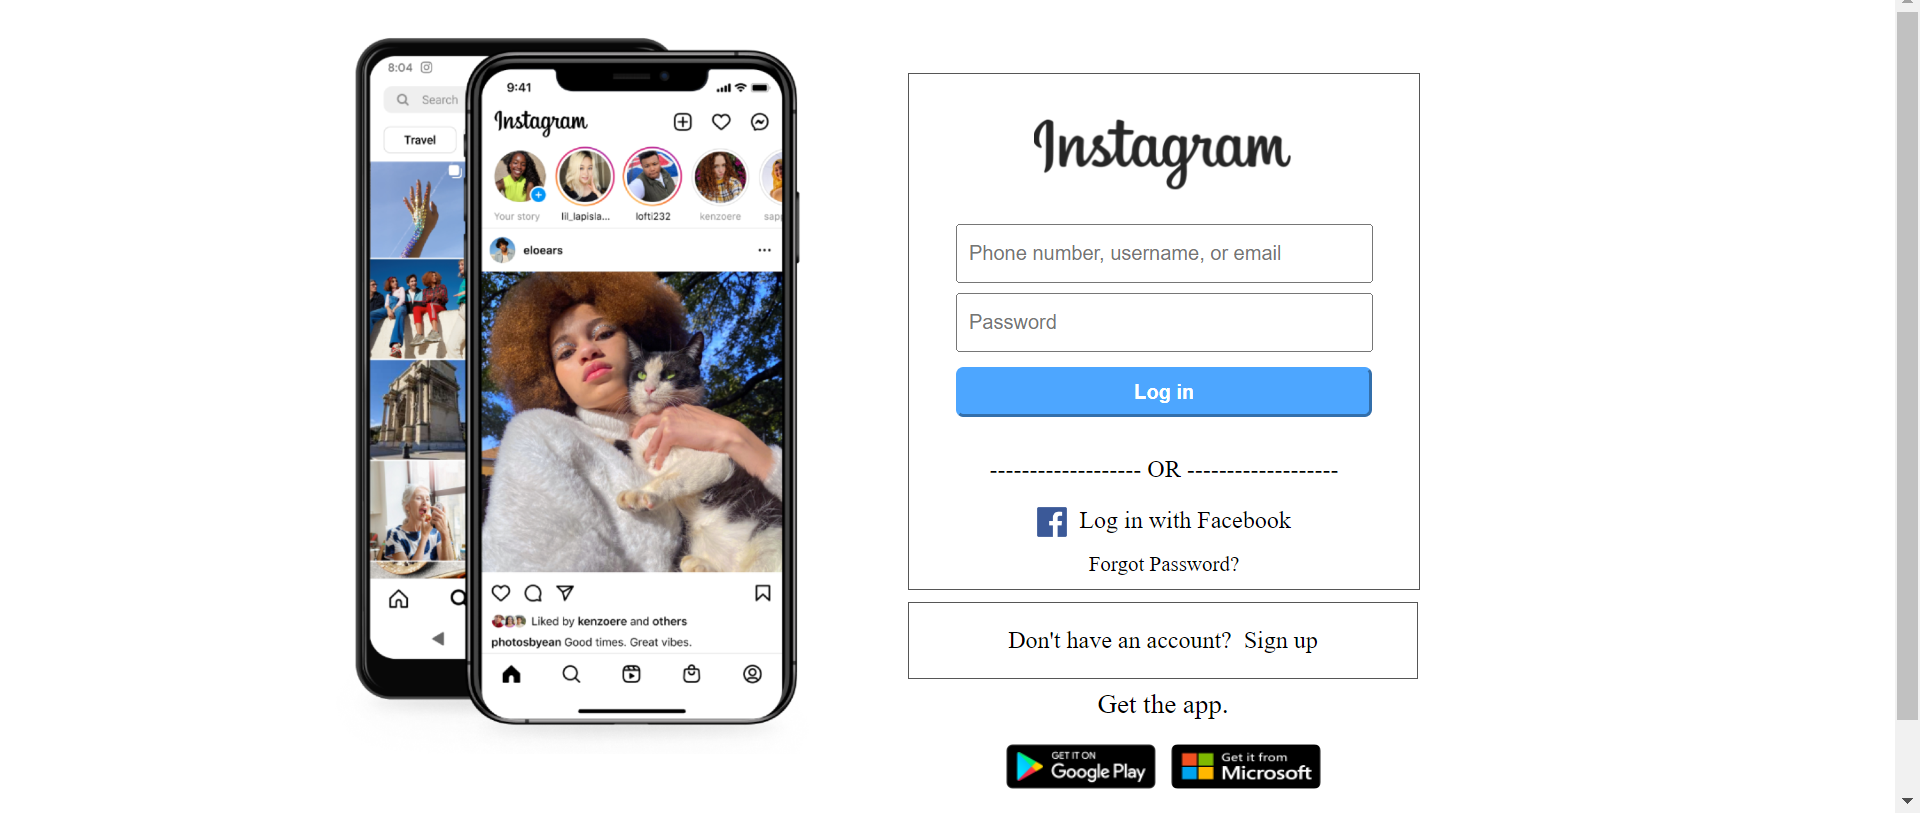 8:04
Search
Travel
9:41
Instagram
Your story
lil_lapisla...
lofti232
kenzoere
sapp
eloears
Liked by kenzoere and others
photosbyean Good times. Great vibes.
Instagram
Phone number, username, or email
Password
Log in
------------------- OR -------------------
Log in with Facebook
Forgot Password?
Don't have an account? Sign up
Get the app.
GET IT ON
Google Play
Get it from
Microsoft